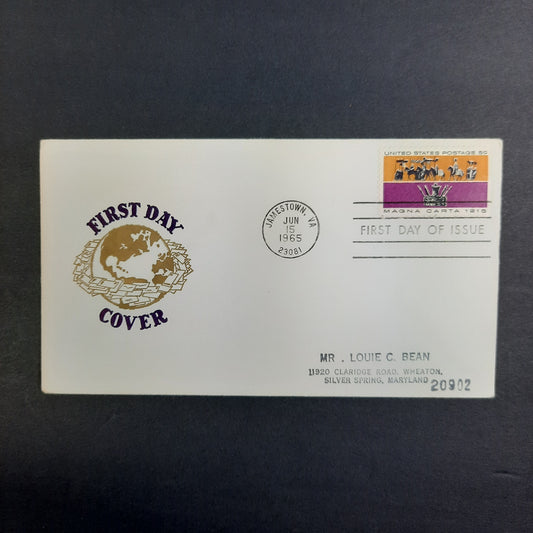 FIRST DAY
COVER
JAMESTOWN, VA
JUN
15
1965
23081
UNITED STATES POSTAGE 5¢
MAGNA CARTA 1215
FIRST DAY OF ISSUE
MR . LOUIE C. BEAN
11920 CLARIDGE ROAD, WHEATON,
SILVER SPRING, MARYLAND 20902